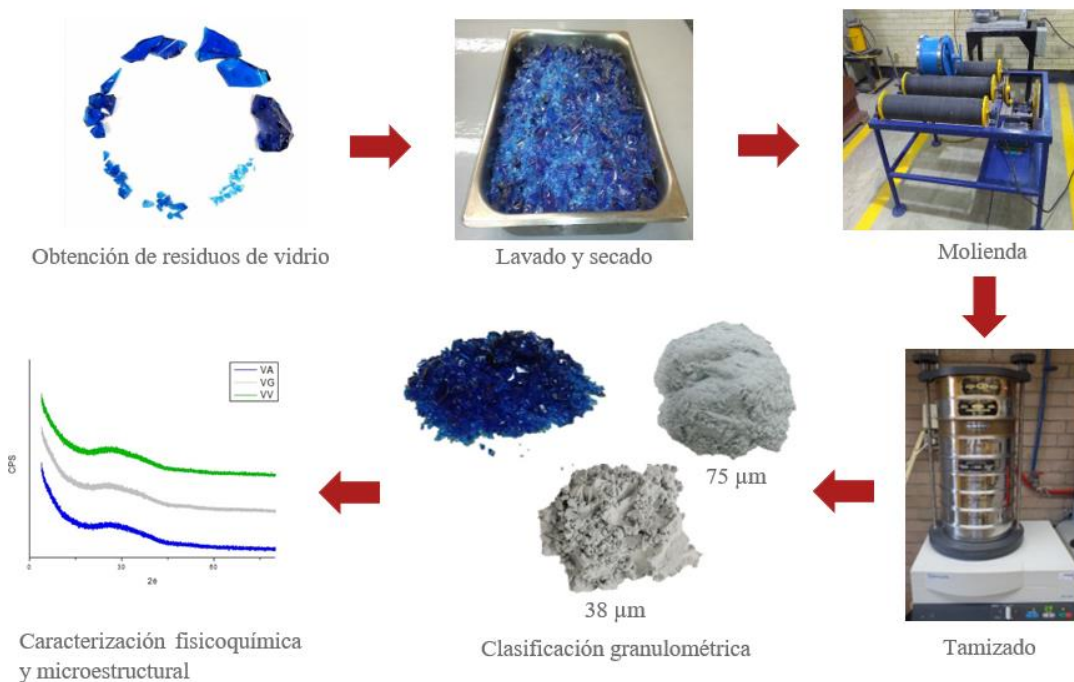 Obtención de residuos de vidrio
Lavado y secado
Molienda
VA
VG
VV
CPS
0
30
60
2θ
75 µm
38 µm
Caracterización fisicoquímica
y microestructural
Clasificación granulométrica
Tamizado